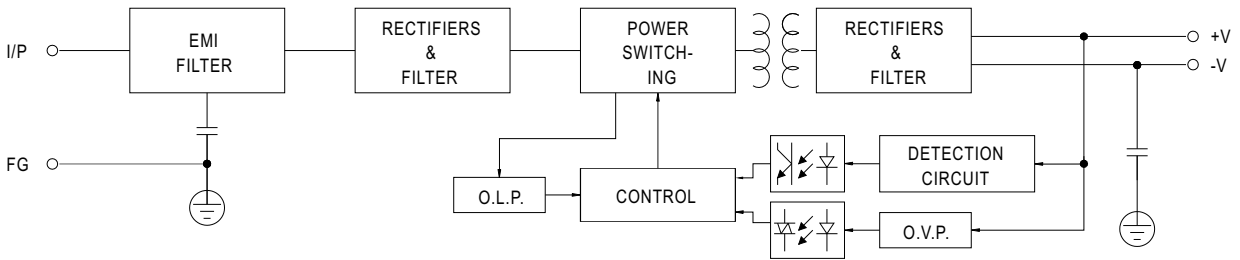 I/P
EMI
FILTER
RECTIFIERS
&
FILTER
POWER
SWITCH-
ING
RECTIFIERS
&
FILTER
+V
-V
FG
O.L.P.
CONTROL
DETECTION
CIRCUIT
O.V.P.